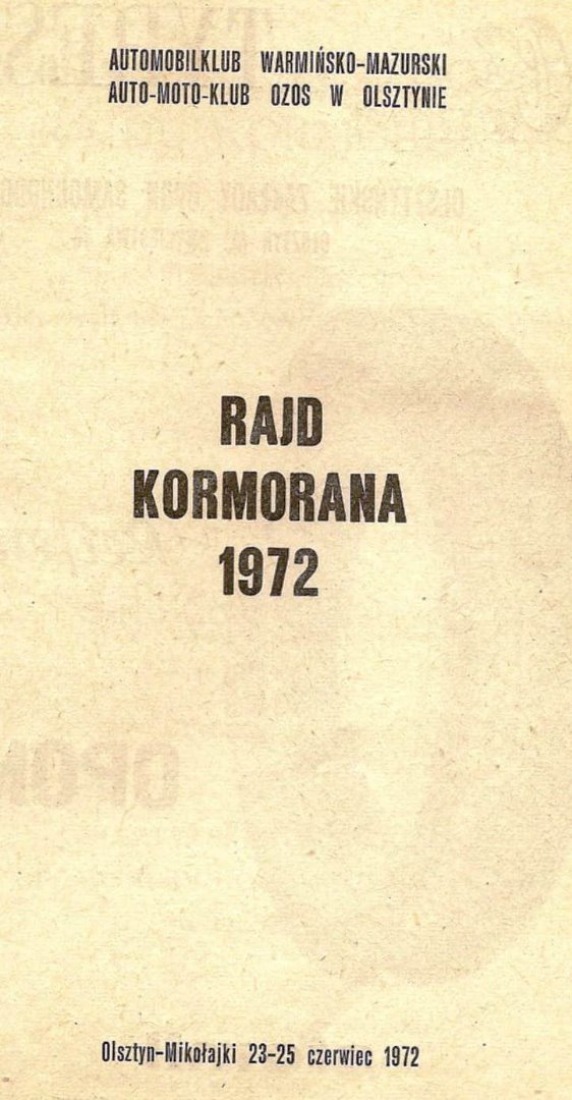 AUTOMOBILKLUB WARMIŃSKO-MAZURSKI
AUTO-MOTO-KLUB OZOS W OLSZTYNIE
RAJD
KORMORANA
1972
Olsztyn-Mikołajki 23-25 czerwiec 1972